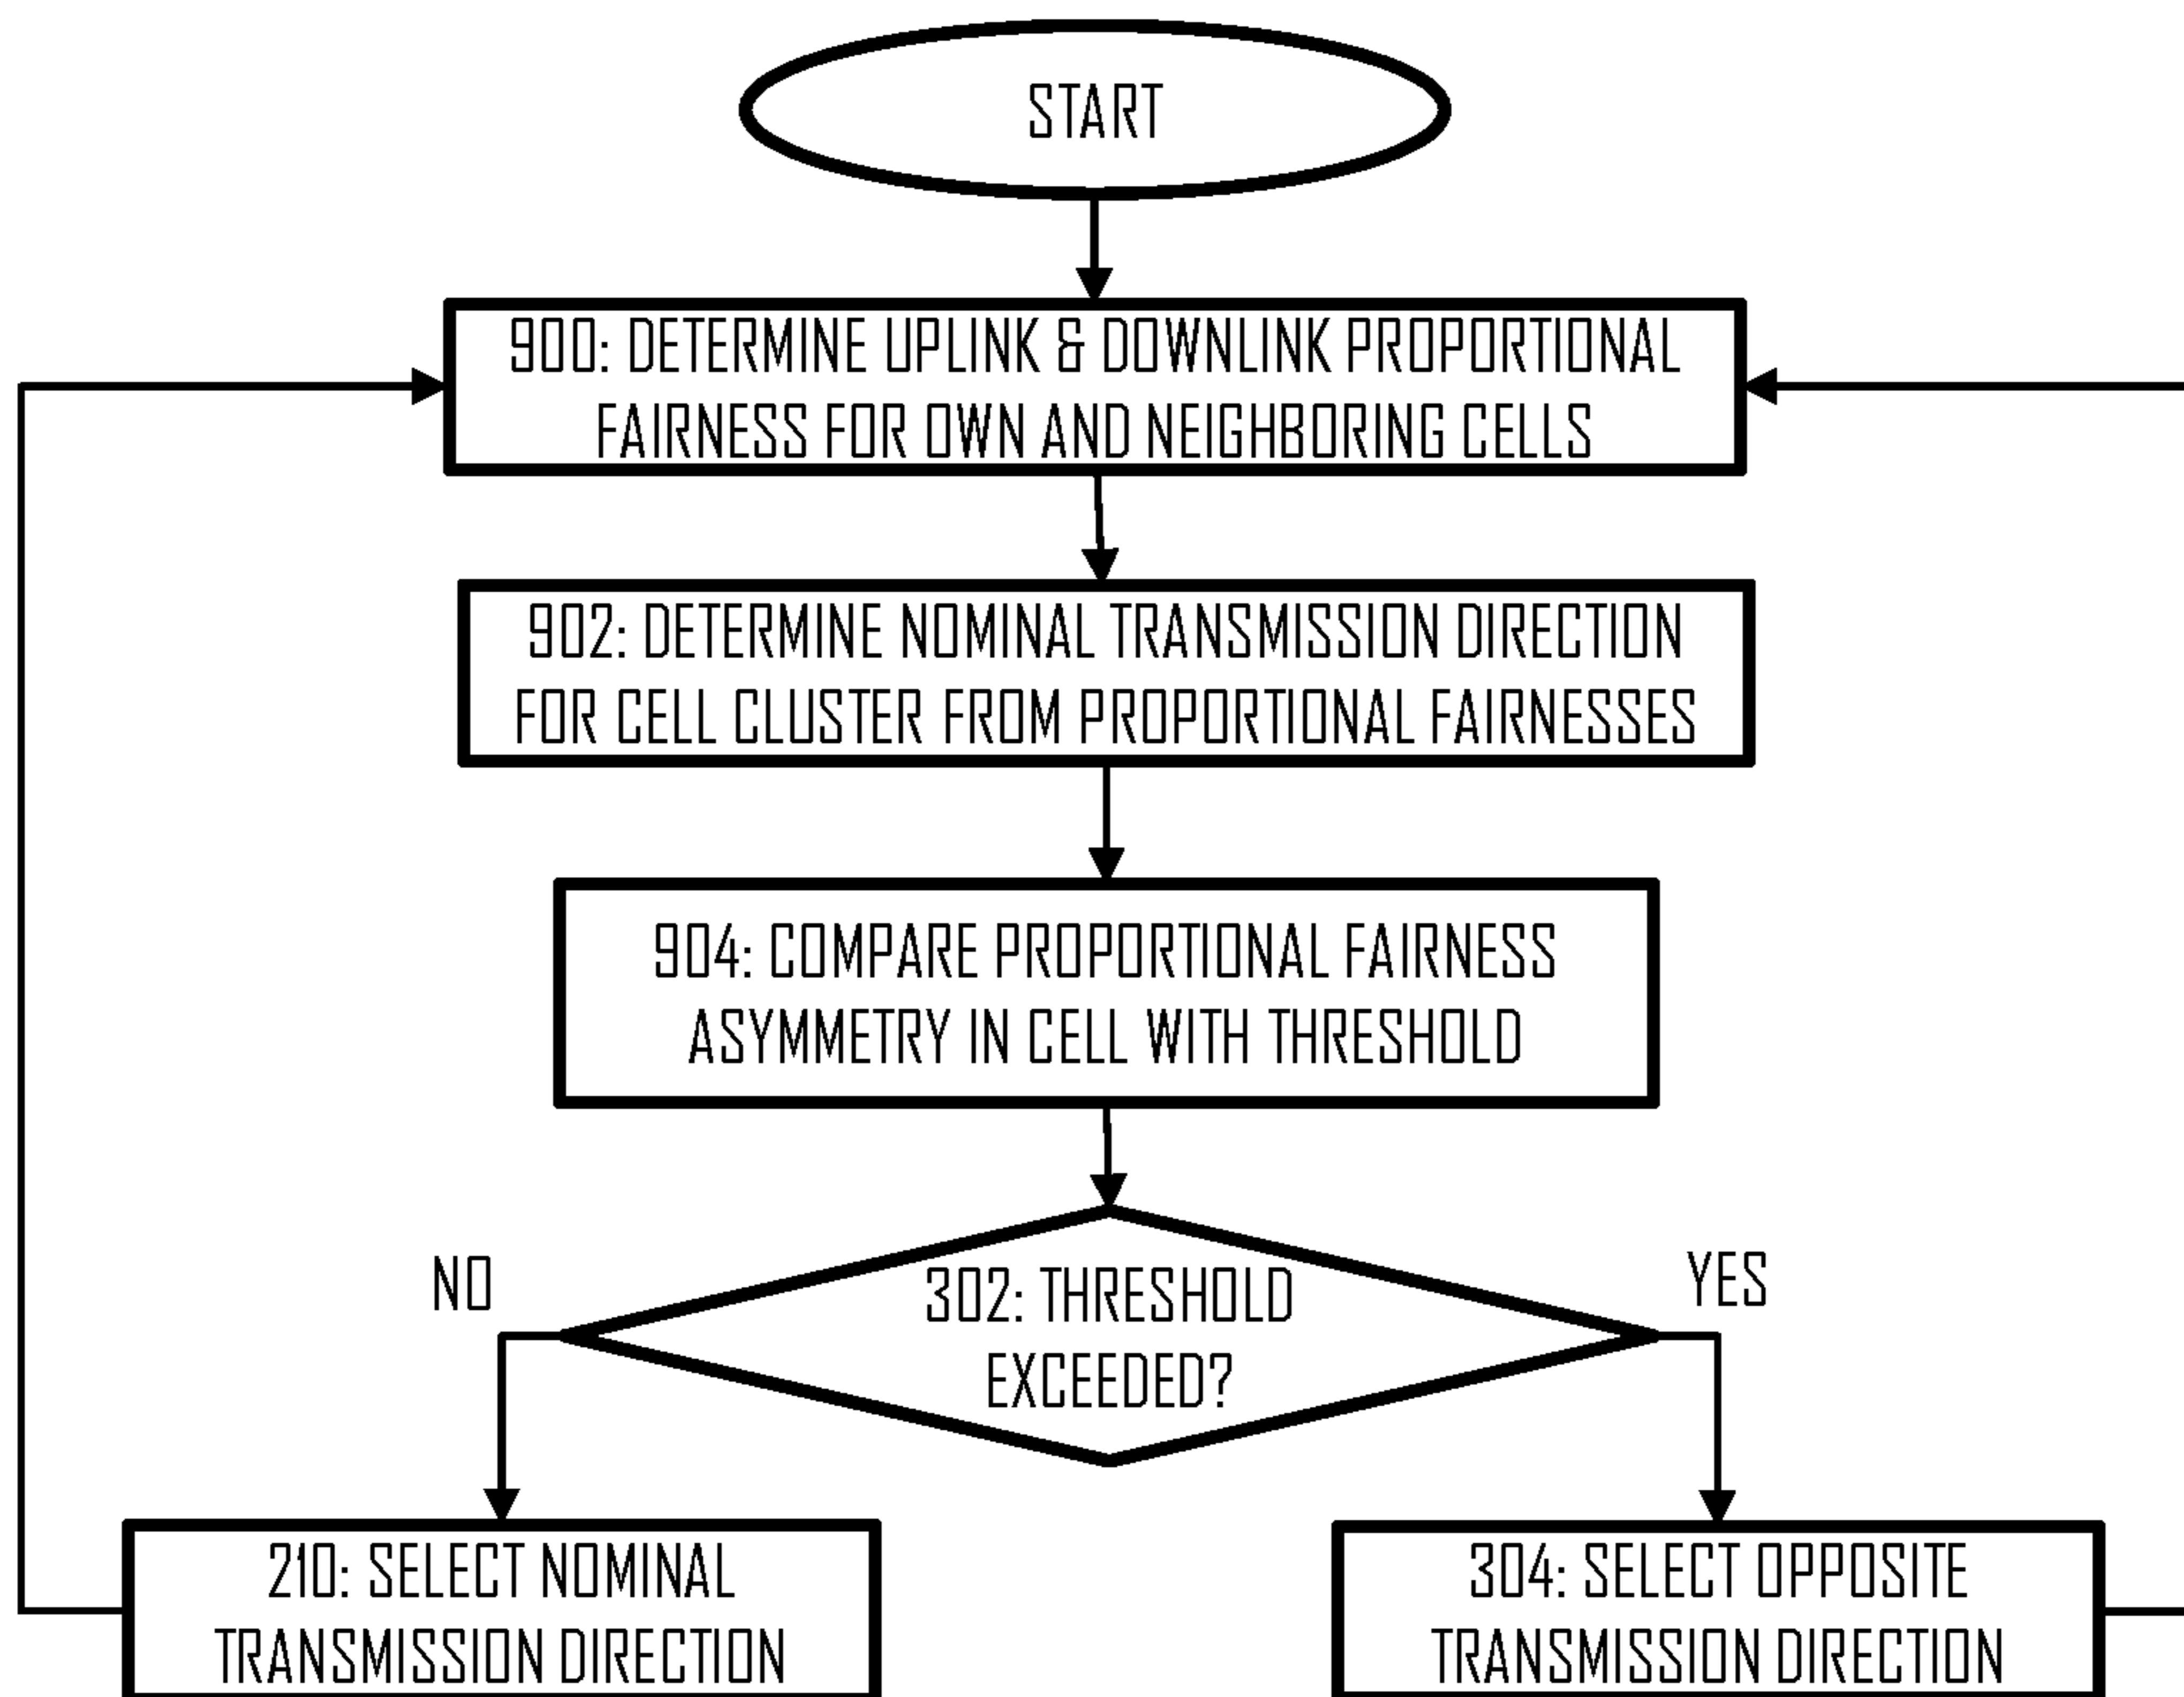 START
900: DETERMINE UPLINK & DOWNLINK PROPORTIONAL
FAIRNESS FOR OWN AND NEIGHBORING CELLS
902: DETERMINE NOMINAL TRANSMISSION DIRECTION
FOR CELL CLUSTER FROM PROPORTIONAL FAIRNESSES
904: COMPARE PROPORTIONAL FAIRNESS
ASYMMETRY IN CELL WITH THRESHOLD
NO
302: THRESHOLD
EXCEEDED?
YES
210: SELECT NOMINAL
TRANSMISSION DIRECTION
304: SELECT OPPOSITE
TRANSMISSION DIRECTION